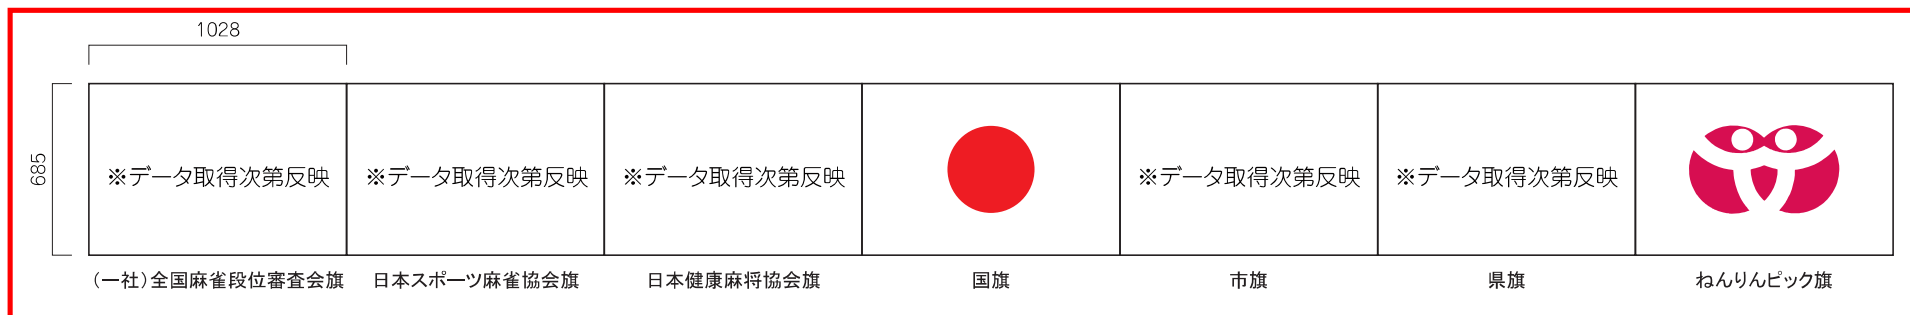 1028
685
※データ取得次第反映
※データ取得次第反映
※データ取得次第反映
※データ取得次第反映
※データ取得次第反映
(一社)全国麻雀段位審査会旗
日本スポーツ麻雀協会旗
日本健康麻将協会旗
国旗
市旗
県旗
ねんりんピック旗